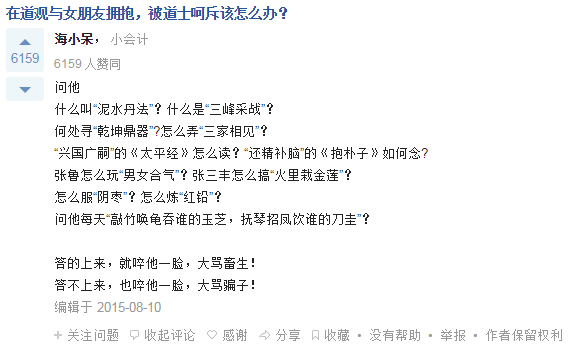 在道观与女朋友拥抱，被道士呵斥该怎么办？
6159
海小呆，小会计
6159 人赞同
问他
什么叫“泥水丹法”？什么是“三峰采战”？
何处寻“乾坤鼎器”?怎么弄“三家相见”？
“兴国广嗣”的《太平经》怎么读？“还精补脑”的《抱朴子》如何念?
张鲁怎么玩“男女合气”？张三丰怎么搞“火里栽金莲”？
怎么服“阴枣”？怎么炼“红铅”？
问他每天“敲竹唤龟吞谁的玉芝，抚琴招凤饮谁的刀圭”？
答的上来，就啐他一脸，大骂畜生！
答不上来，也啐他一脸，大骂骗子！
编辑于 2015-08-10
关注问题 收起评论 感谢 分享 收藏 • 没有帮助 • 举报 • 作者保留权利